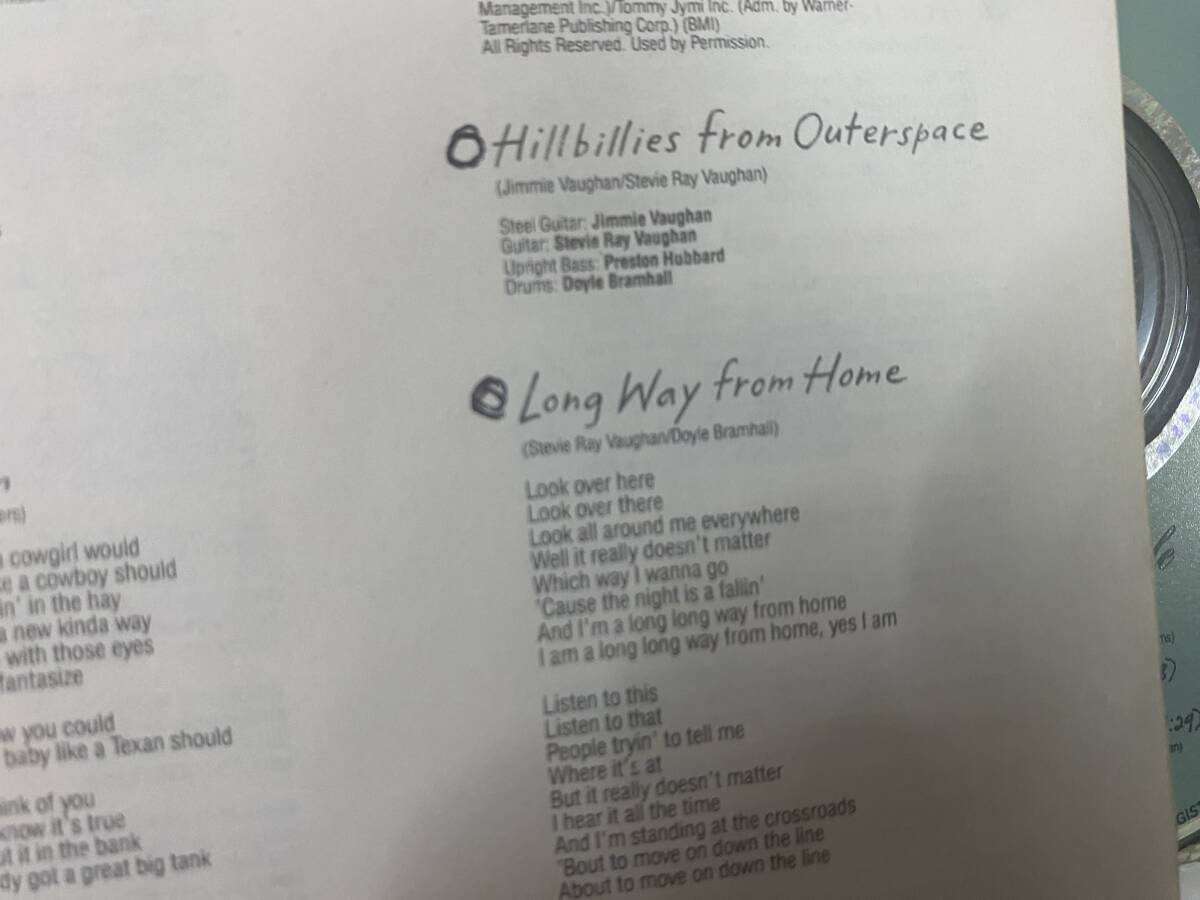 Management Inc.)/Tommy Jymi Inc. (Adm. by Warner-
Tamerlane Publishing Corp.) (BMI)
All Rights Reserved. Used by Permission.
Hillbillies from Outerspace
(Jimmie Vaughan/Stevie Ray Vaughan)
Steel Guitar: Jimmie Vaughan
Guitar: Stevie Ray Vaughan
Upright Bass: Preston Hubbard
Drums: Doyle Bramhall
Long Way from Home
(Stevie Ray Vaughan/Doyle Bramhall)
Look over here
Look over there
Look all around me everywhere
Well it really doesn't matter
Which way I wanna go
'Cause the night is a fallin'
And I'm a long long way from home
I am a long long way from home, yes I am
Listen to this
Listen to that
People tryin' to tell me
Where it's at
But it really doesn't matter
I hear it all the time
And I'm standing at the crossroads
'Bout to move on down the line
About to move on down the line
cowgirl would
a cowboy should
in' in the hay
a new kinda way
with those eyes
fantasize
you could
baby like a Texan should
of you
know it's true
it in the bank
got a great big tank
:29)